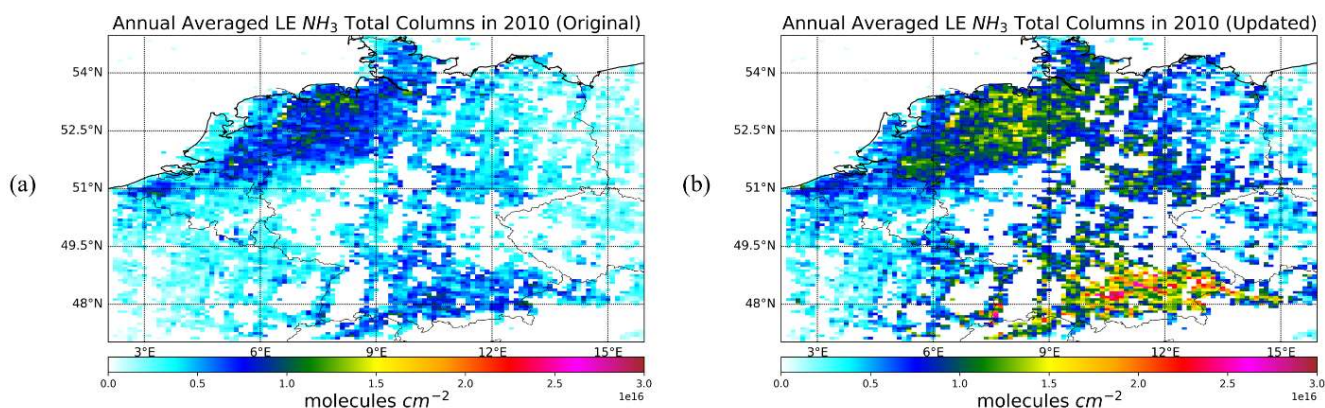 Annual Averaged LE NH₃ Total Columns in 2010 (Original)
54°N
52.5°N
(a)
51°N
49.5°N
48°N
3°E 6°E 9°E 12°E 15°E
0.0 0.5 1.0 1.5 2.0 2.5 3.0
1e16
molecules cm⁻²
Annual Averaged LE NH₃ Total Columns in 2010 (Updated)
54°N
52.5°N
(b)
51°N
49.5°N
48°N
3°E 6°E 9°E 12°E 15°E
0.0 0.5 1.0 1.5 2.0 2.5 3.0
1e16
molecules cm⁻²